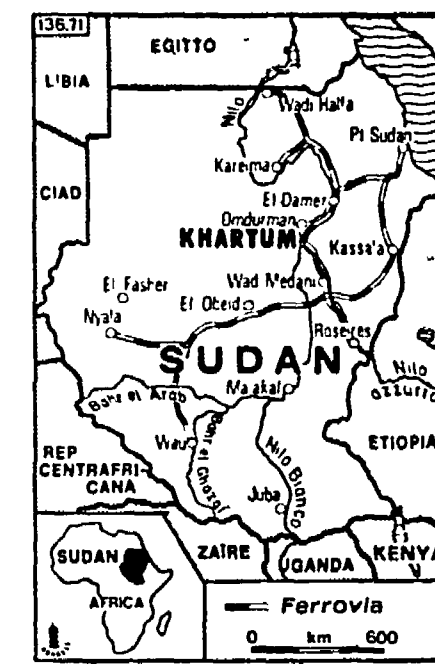 136.71
EGITTO
LIBIA
Nilo
Wadi Halfa
Pt Sudan
Kareima
CIAD
El Damer
Omdurman
KHARTUM
Kassa'a
El Fasher
Wad Medani
El Obeid
Nyala
Roseires
SUDAN
Nilo
azzurro
Bahr el Arab
Malakal
Wau
Bahr el Ghazal
Nilo Bianco
ETIOPIA
REP
CENTRAFRI-
CANA
Juba
ZAÏRE
UGANDA
KENYA
SUDAN
AFRICA
Ferrovia
0 km 600